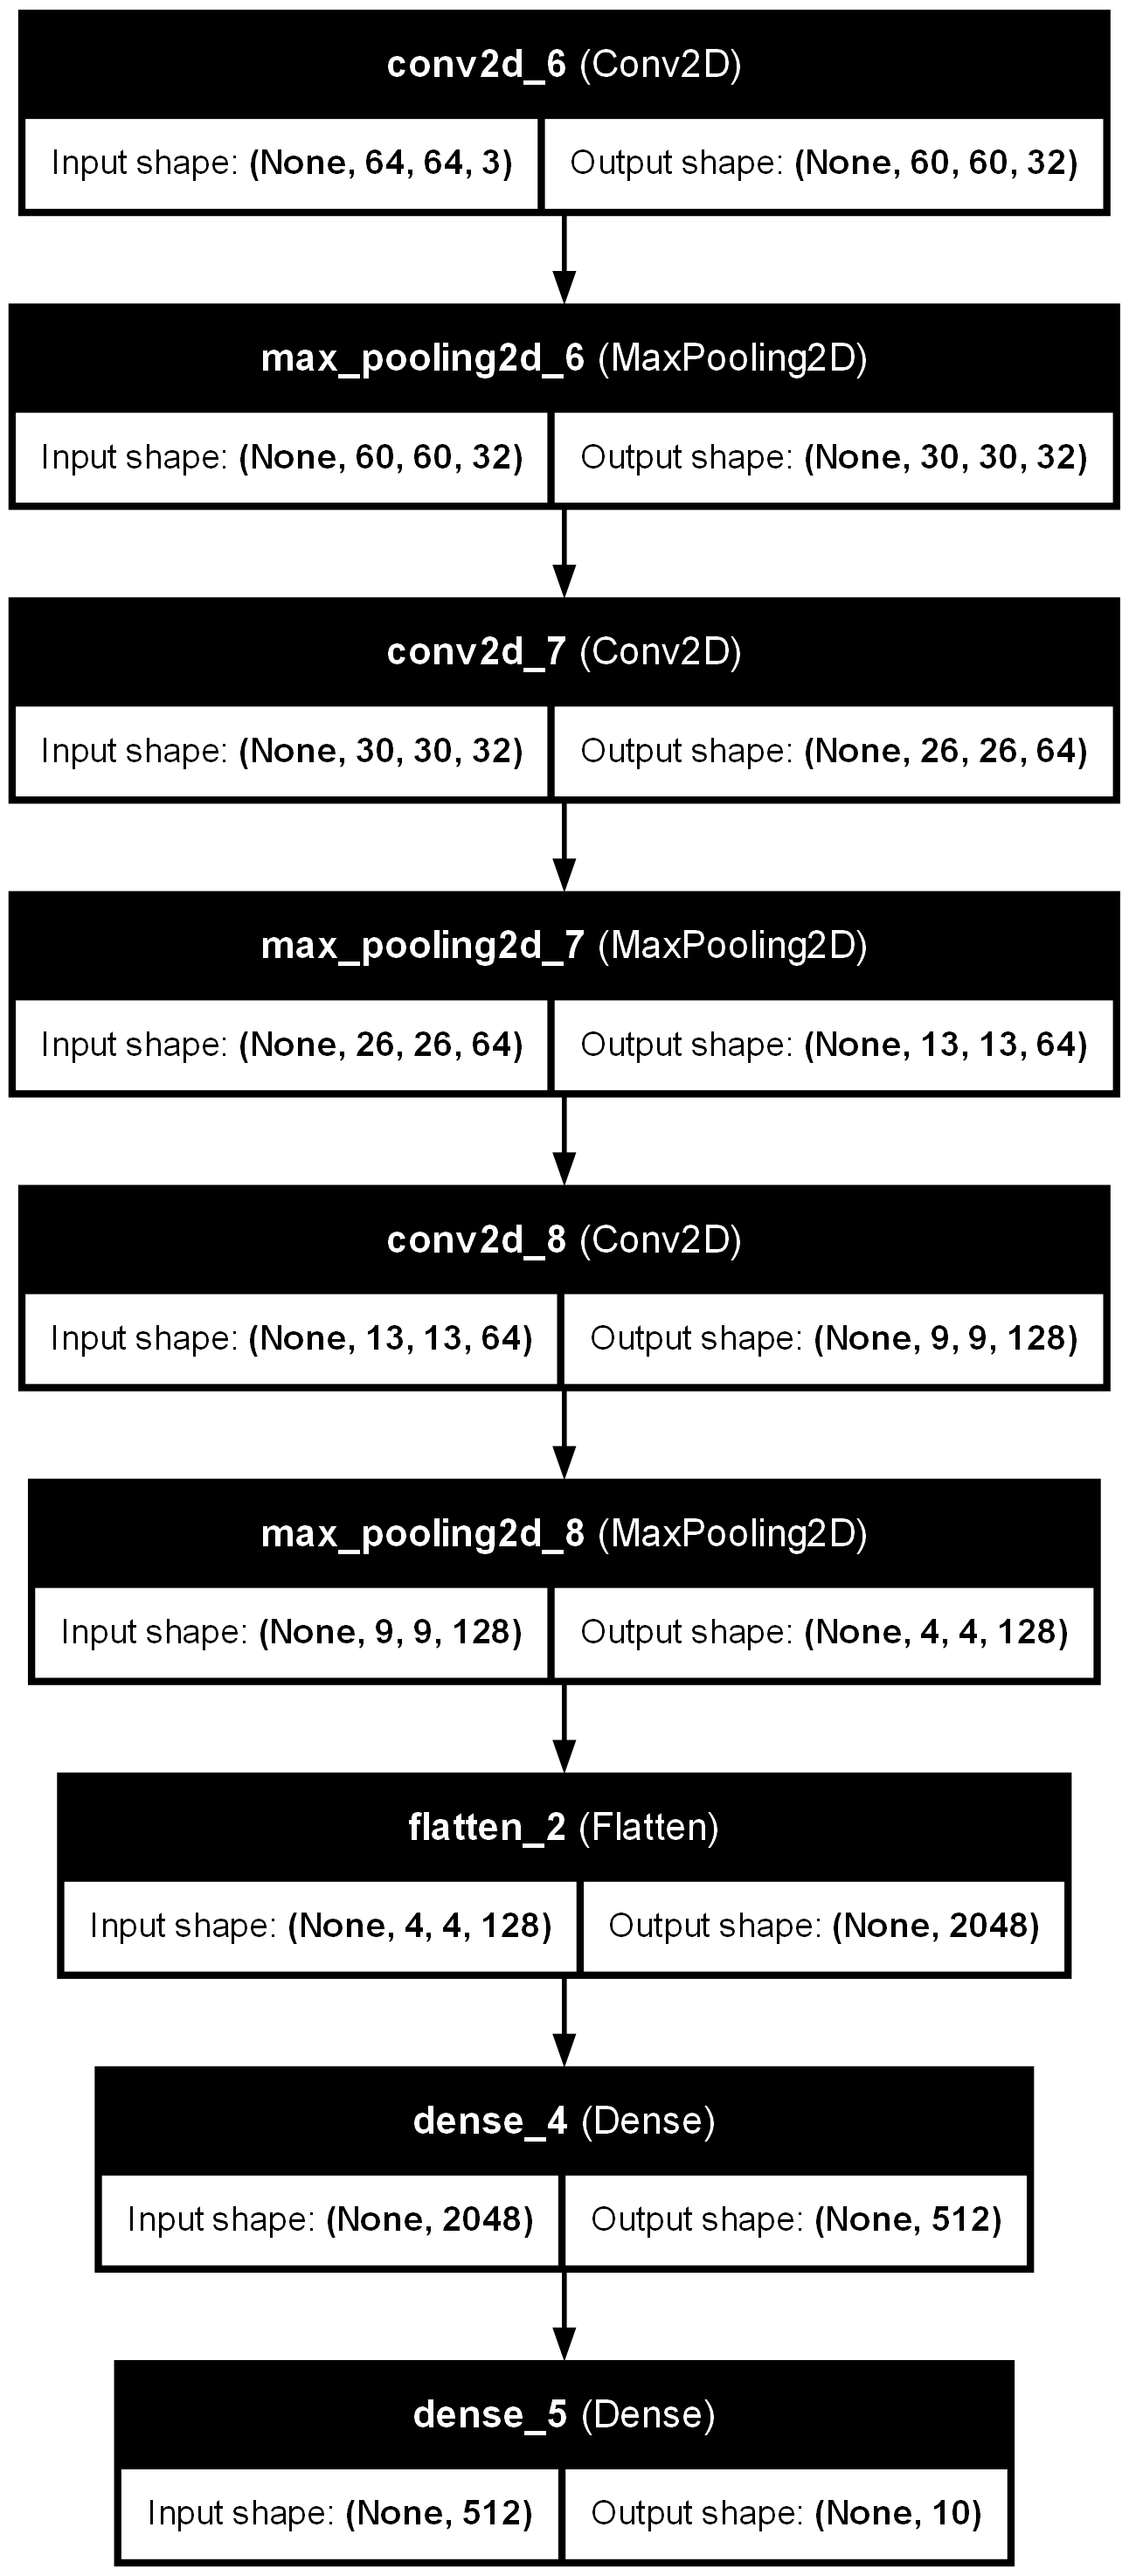 conv2d_6 (Conv2D)
Input shape: (None, 64, 64, 3) Output shape: (None, 60, 60, 32)
max_pooling2d_6 (MaxPooling2D)
Input shape: (None, 60, 60, 32) Output shape: (None, 30, 30, 32)
conv2d_7 (Conv2D)
Input shape: (None, 30, 30, 32) Output shape: (None, 26, 26, 64)
max_pooling2d_7 (MaxPooling2D)
Input shape: (None, 26, 26, 64) Output shape: (None, 13, 13, 64)
conv2d_8 (Conv2D)
Input shape: (None, 13, 13, 64) Output shape: (None, 9, 9, 128)
max_pooling2d_8 (MaxPooling2D)
Input shape: (None, 9, 9, 128) Output shape: (None, 4, 4, 128)
flatten_2 (Flatten)
Input shape: (None, 4, 4, 128) Output shape: (None, 2048)
dense_4 (Dense)
Input shape: (None, 2048) Output shape: (None, 512)
dense_5 (Dense)
Input shape: (None, 512) Output shape: (None, 10)